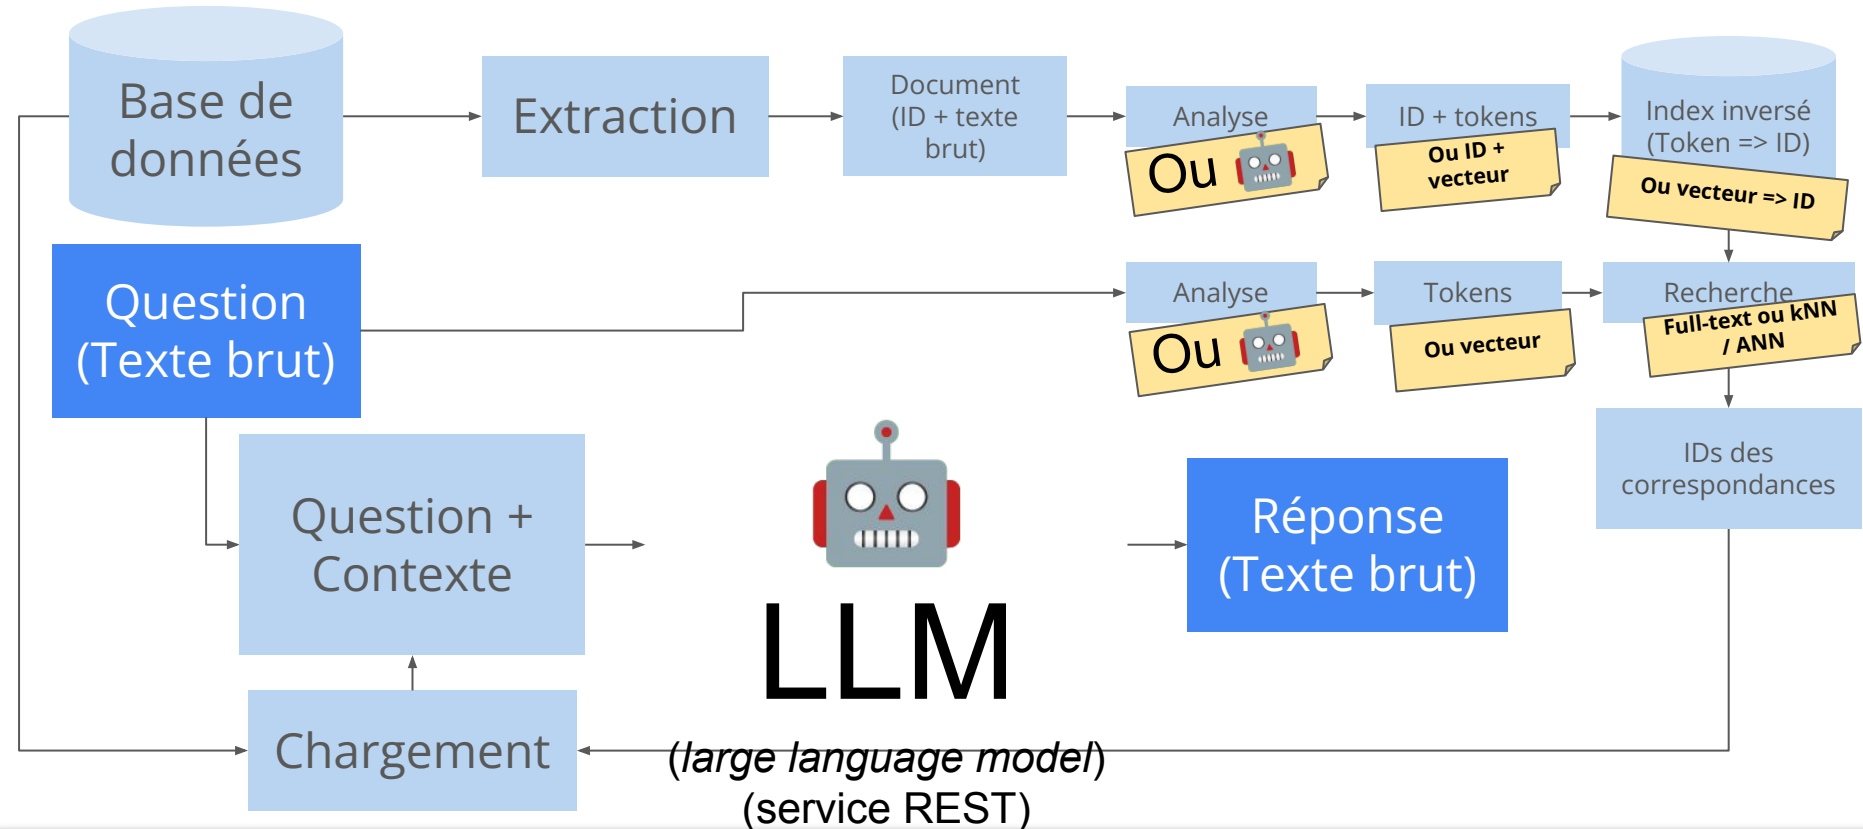 Base de
données
Extraction
Document
(ID + texte
brut)
Analyse
Ou
ID + tokens
Ou ID +
vecteur
Index inversé
(Token => ID)
Ou vecteur => ID
Question
(Texte brut)
Analyse
Ou
Tokens
Ou vecteur
Recherche
Full-text ou kNN
/ ANN
IDs des
correspondances
Question +
Contexte
LLM
(large language model)
(service REST)
Réponse
(Texte brut)
Chargement